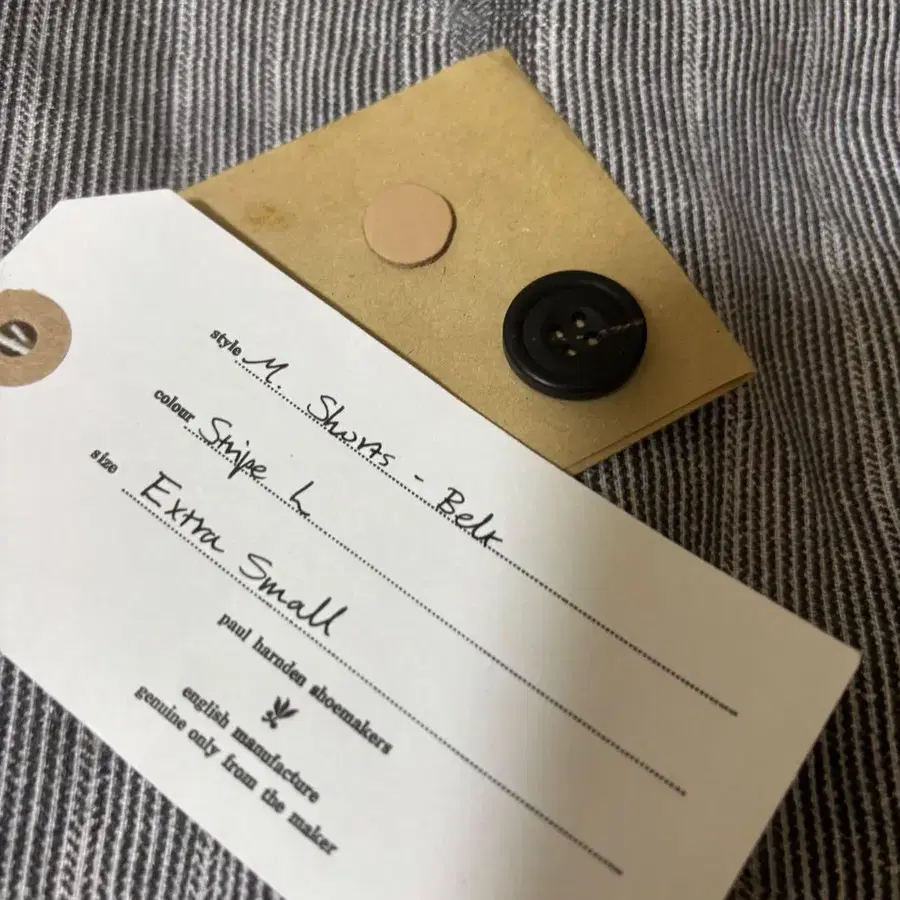 style M. Shorts - Belt
colour Stripe L
size Extra Small
paul harnden shoemakers
english manufacture
genuine only from the maker